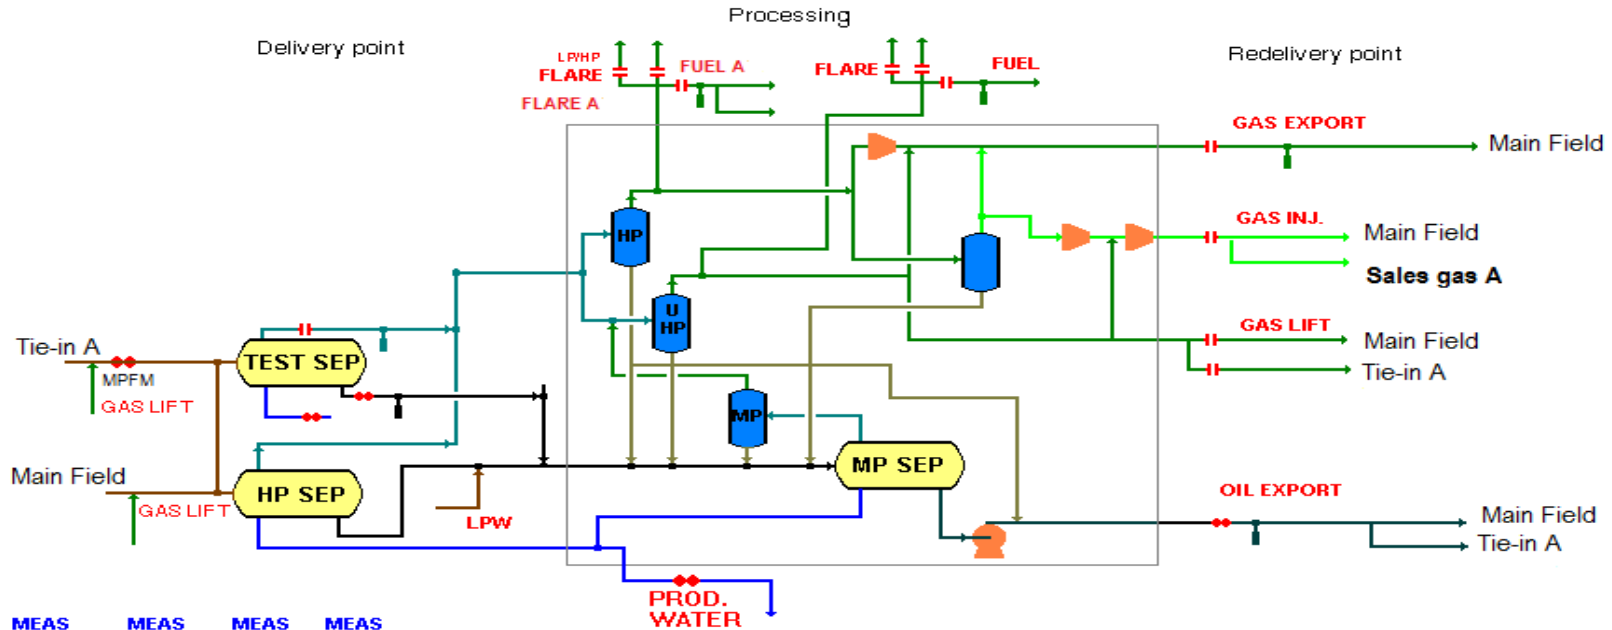 Processing
Delivery point
Redelivery point
LP/HP
FLARE
FUEL A
FLARE A
FLARE
FUEL
GAS EXPORT
Main Field
HP
GAS INJ.
Main Field
Sales gas A
U
HP
GAS LIFT
Main Field
Tie-in A
Tie-in A
MPFM
GAS LIFT
TEST SEP
MP
MP SEP
Main Field
GAS LIFT
HP SEP
LPW
OIL EXPORT
Main Field
Tie-in A
PROD.
WATER
MEAS MEAS MEAS MEAS